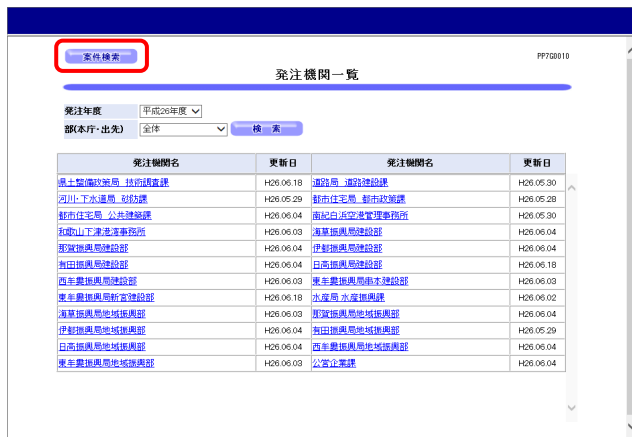 案件検索
PP7G0010
発注機関一覧
発注年度 平成26年度
部(本庁・出先) 全体 検 索
発注機関名 更新日 発注機関名 更新日
県土整備政策局 技術調査課 H26.06.18 道路局 道路建設課 H26.05.30
河川・下水道局 砂防課 H26.05.29 都市住宅局 都市政策課 H26.05.28
都市住宅局 公共建築課 H26.06.04 南紀白浜空港管理事務所 H26.05.30
和歌山下津港湾事務所 H26.06.03 海草振興局建設部 H26.06.04
那賀振興局建設部 H26.06.04 伊都振興局建設部 H26.06.04
有田振興局建設部 H26.06.04 日高振興局建設部 H26.06.18
西牟婁振興局建設部 H26.06.03 東牟婁振興局串本建設部 H26.06.03
東牟婁振興局新宮建設部 H26.06.18 水産局 水産振興課 H26.06.02
海草振興局地域振興部 H26.06.03 那賀振興局地域振興部 H26.06.04
伊都振興局地域振興部 H26.06.04 有田振興局地域振興部 H26.05.29
日高振興局地域振興部 H26.06.04 西牟婁振興局地域振興部 H26.06.04
東牟婁振興局地域振興部 H26.06.03 公営企業課 H26.06.04